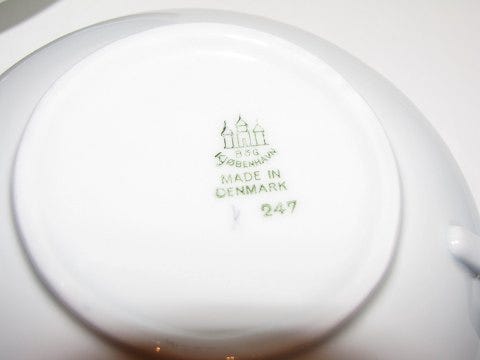 B&G
KJØBENHAVN
MADE IN
DENMARK
247